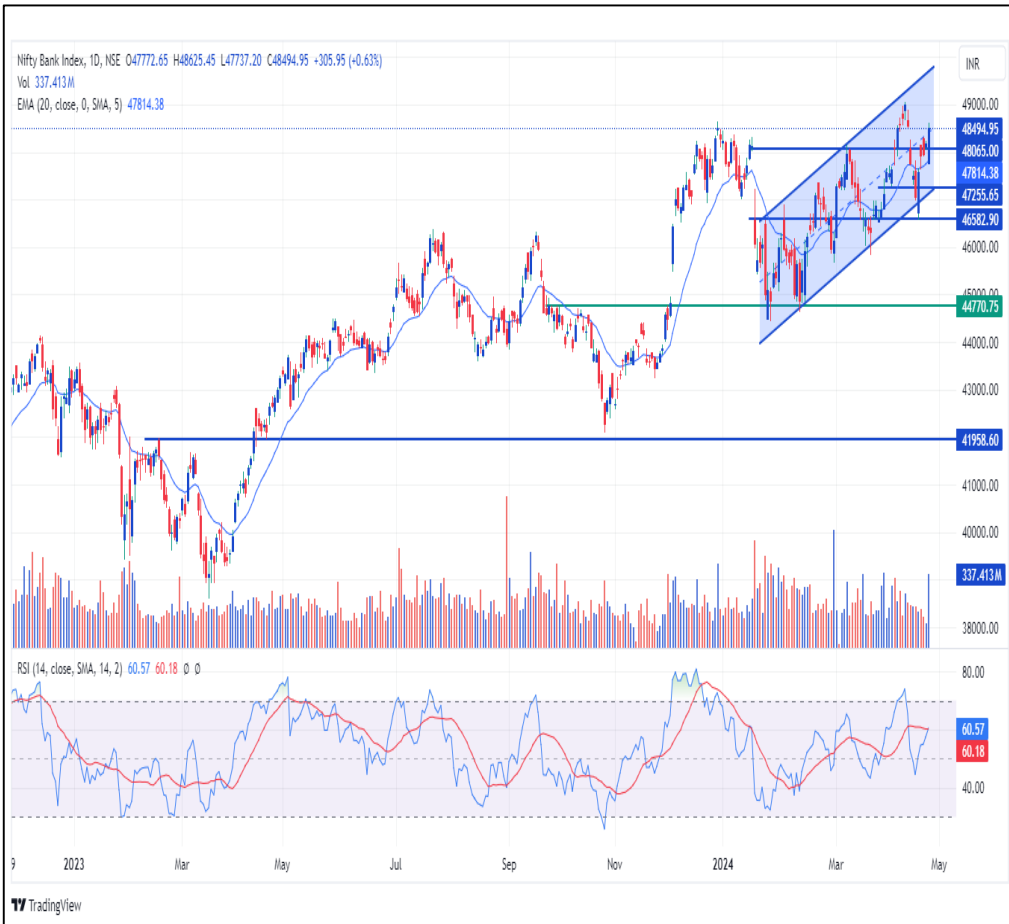 Nifty Bank Index, 1D, NSE O47772.65 H48625.45 L47737.20 C48494.95 +305.95 (+0.63%)
Vol 337.413M
EMA (20, close, 0, SMA, 5) 47814.38
INR
49000.00
48494.95
48065.00
47814.38
47255.65
46582.90
46000.00
45000.00
44770.75
44000.00
43000.00
41958.60
41000.00
40000.00
337.413M
38000.00
RSI (14, close, SMA, 14, 2) 60.57 60.18 Ø Ø
80.00
60.57
60.18
40.00
9 2023 Mar May Jul Sep Nov 2024 Mar May
TradingView